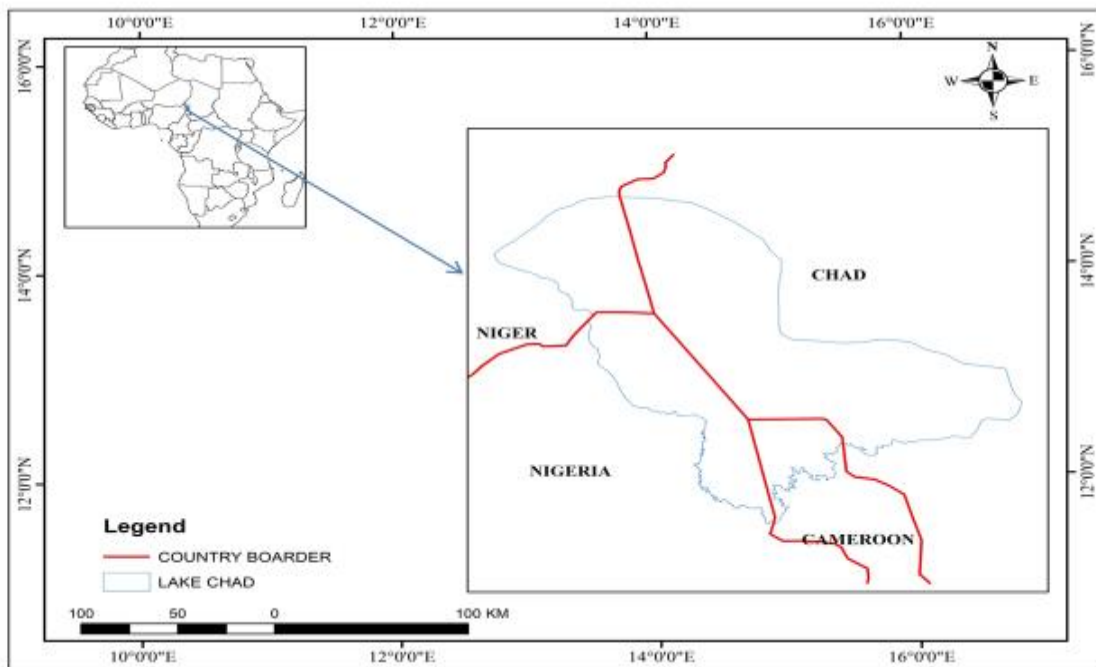 10°0'0"E 12°0'0"E 14°0'0"E 16°0'0"E
16°0'0"N
16°0'0"N
N
W E
S
14°0'0"N
14°0'0"N
CHAD
NIGER
NIGERIA
12°0'0"N
12°0'0"N
CAMEROON
Legend
COUNTRY BOARDER
LAKE CHAD
100 50 0 100 KM
10°0'0"E 12°0'0"E 14°0'0"E 16°0'0"E